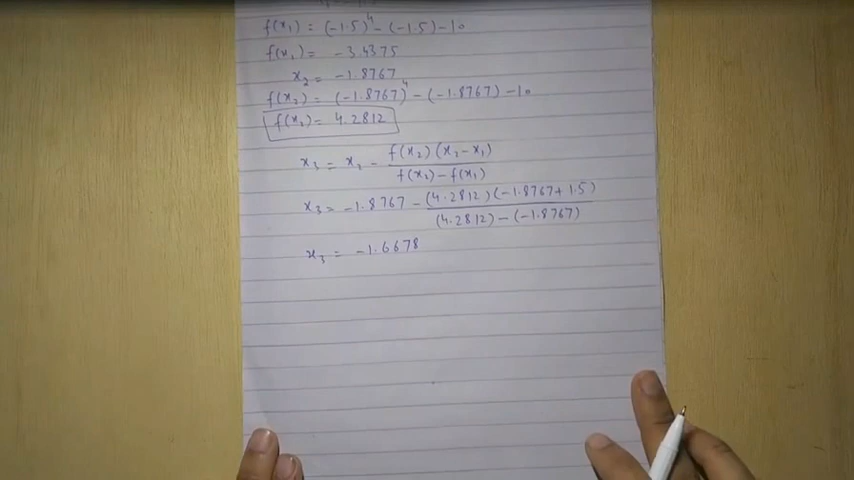 f(x₁) = (-1.5)⁴ - (-1.5) - 10
f(x₁) = -3.4375
x₂ = -1.8767
f(x₂) = (-1.8767)⁴ - (-1.8767) - 10
f(x₂) = 4.2812
x₃ = x₂ - f(x₂) (x₂ - x₁) / f(x₂) - f(x₁)
x₃ = -1.8767 - (4.2812)(-1.8767 + 1.5) / (4.2812) - (-1.8767)
x₃ = -1.6678